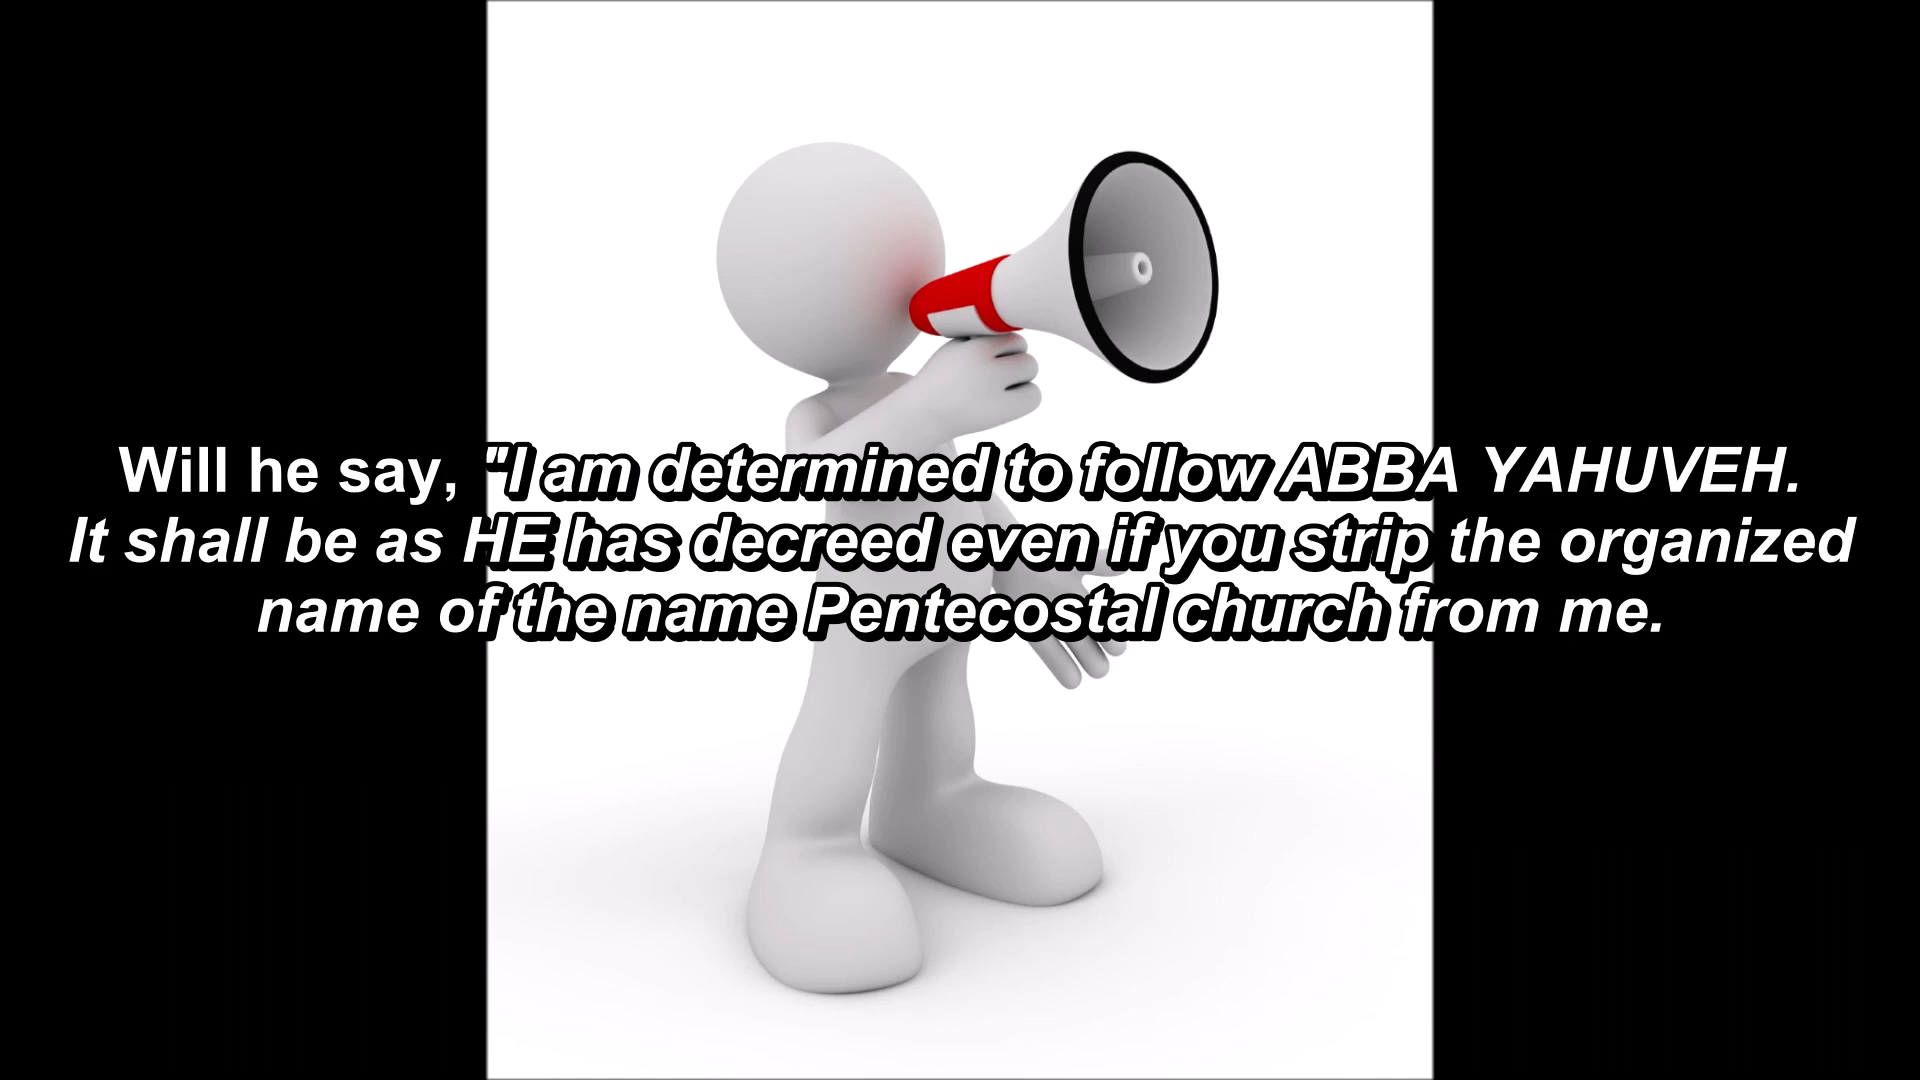 Will he say, "I am determined to follow ABBA YAHUVEH.
It shall be as HE has decreed even if you strip the organized
name of the name Pentecostal church from me.